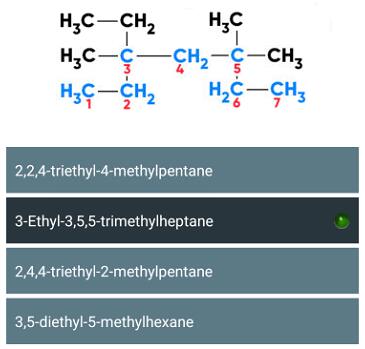 H₃C—CH₂ H₃C
H₃C—C—CH₂—C—CH₃
3 4 5
H₃C—CH₂ H₂C—CH₃
1 2 6 7
2,2,4-triethyl-4-methylpentane
3-Ethyl-3,5,5-trimethylheptane
2,4,4-triethyl-2-methylpentane
3,5-diethyl-5-methylhexane